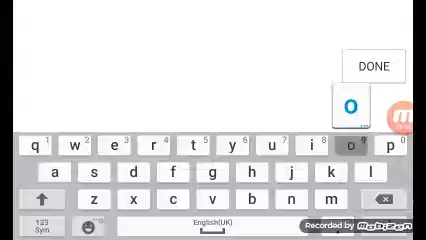 DONE
o
q 1 w 2 e 3 r 4 t 5 y 6 u 7 i 8 o 9 p 0
a s d f g h j k l
z x c v b n m
123 Sym English(UK)
Recorded by Mobizen